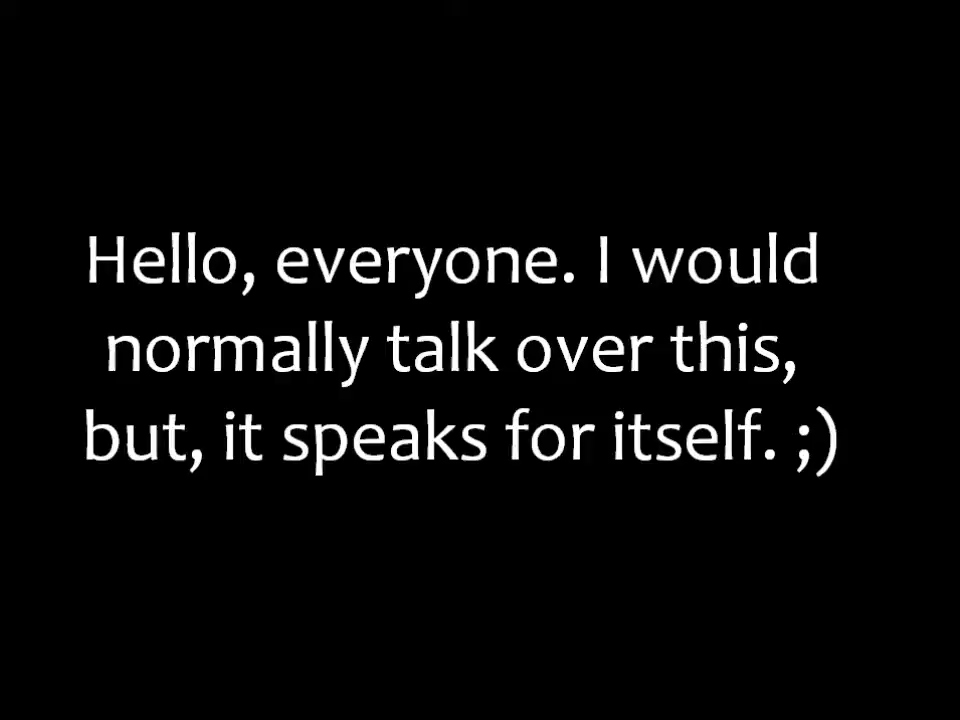 Hello, everyone. I would
normally talk over this,
but, it speaks for itself. ;)